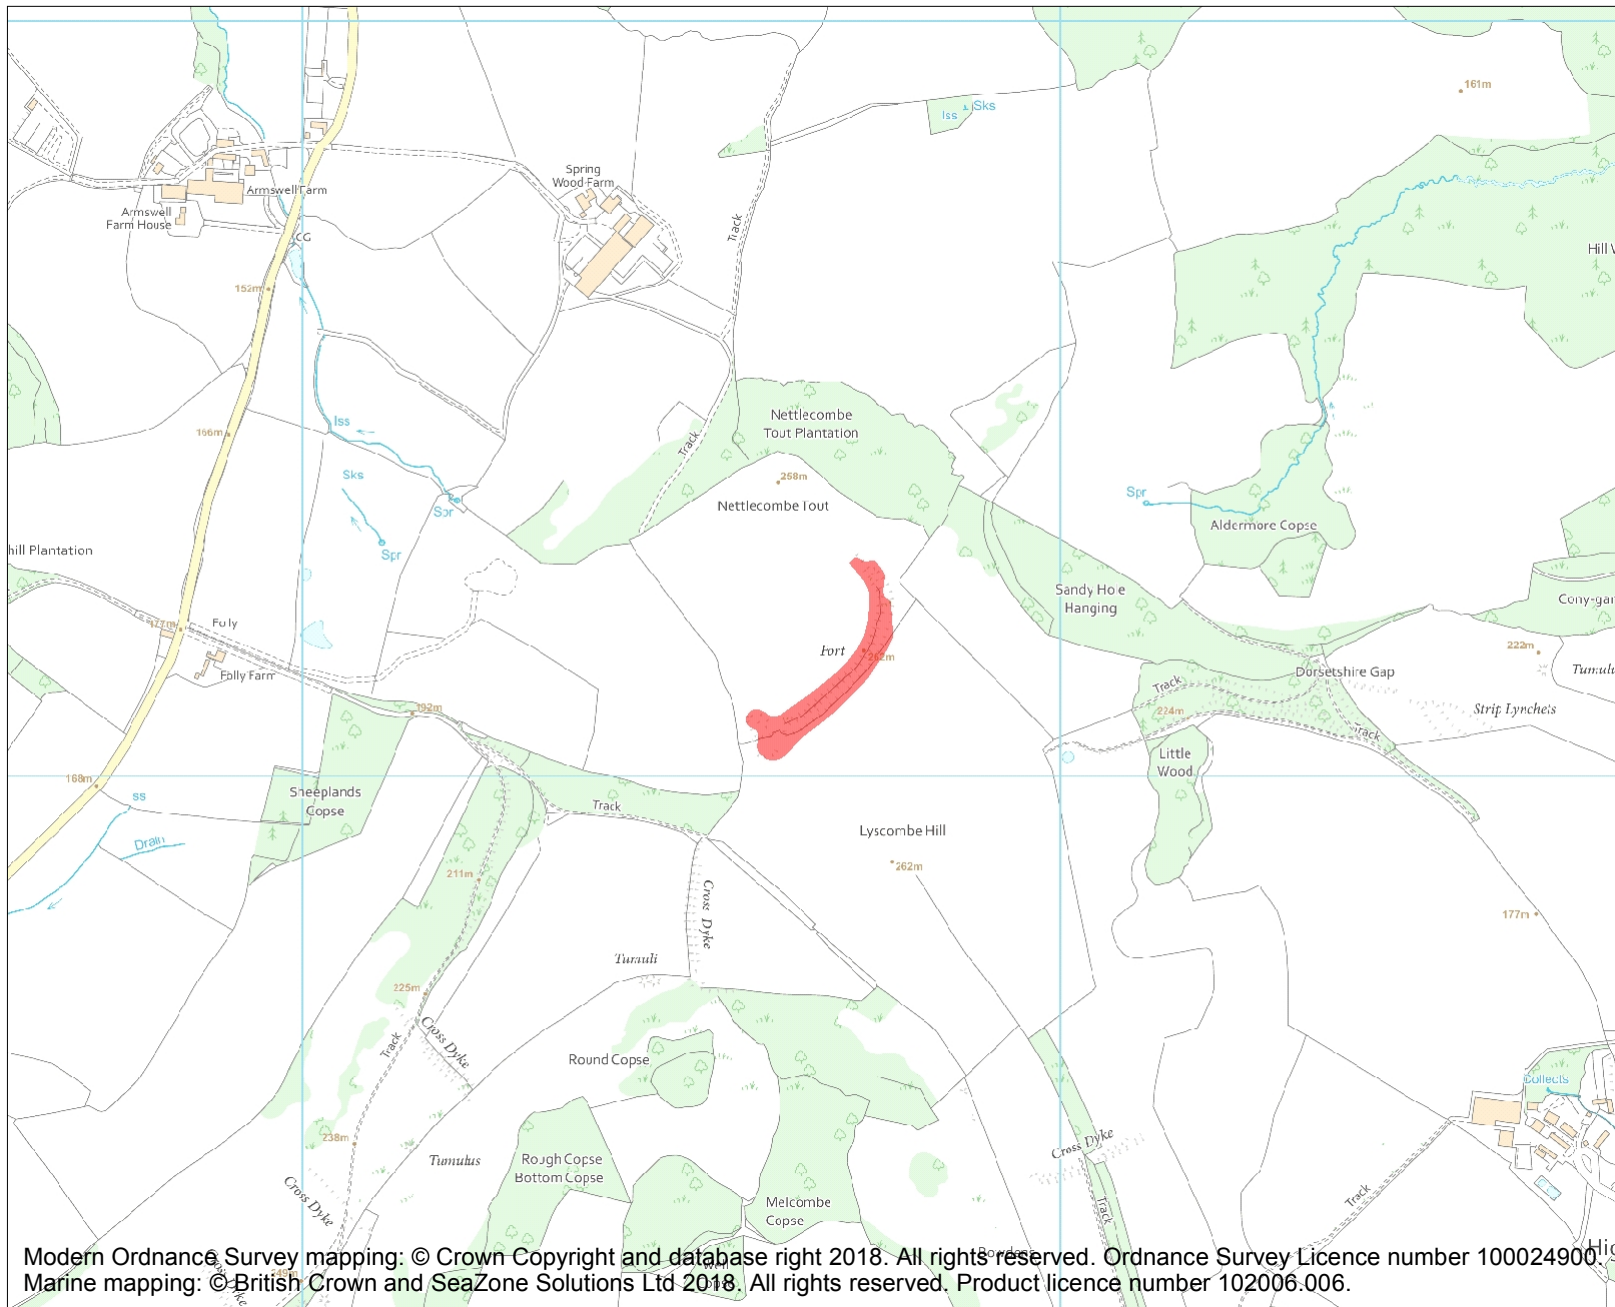 161m
Sks
Iss
Spring
Wood Farm
Armswell Farm
Armswell
Farm House
Track
CG
Hill
152m
Nettlecombe
Tout Plantation
Iss
166m
Track
Sks
268m
Spr
Nettlecombe Tout
Spr
Aldermore Copse
hill Plantation
Spr
Sandy Hole
Hanging
Cony-gar
177m
Folly
Fort
262m
222m
Folly Farm
Dorsetshire Gap
Tumulu
Track
192m
224m
Strip Lynchets
Track
Little
Wood
168m
Sheeplands
Copse
Track
Lyscombe Hill
Drain
262m
211m
Cross Dyke
177m
Tumuli
225m
Cross Dyke
Track
Round Copse
Collects
238m
Cross Dyke
Tumulus
Rough Copse
Bottom Copse
Cross Dyke
Melcombe
Copse
Track
Track
Modern Ordnance Survey mapping: © Crown Copyright and database right 2018. All rights reserved. Ordnance Survey Licence number 100024900.
Marine mapping: © British Crown and SeaZone Solutions Ltd 2018. All rights reserved. Product licence number 102006.006.